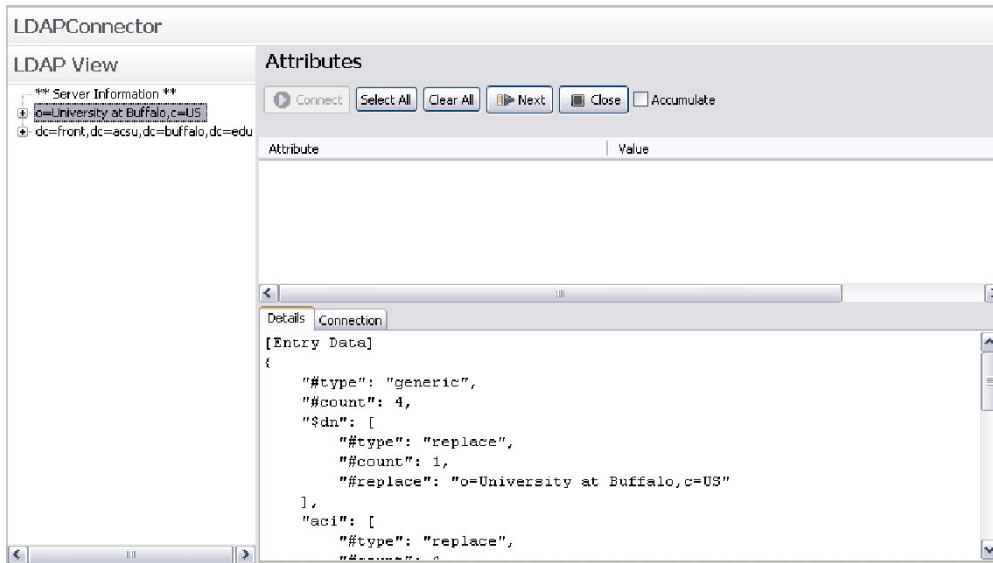 LDAPConnector
LDAP View
** Server Information **
o=University at Buffalo,c=US
dc=front,dc=acsu,dc=buffalo,dc=edu
Attributes
Connect Select All Clear All Next Close Accumulate
Attribute Value
Details Connection
[Entry Data]
{
"#type": "generic",
"#count": 4,
"$dn": [
"#type": "replace",
"#count": 1,
"#replace": "o=University at Buffalo,c=US"
],
"aci": [
"#type": "replace",